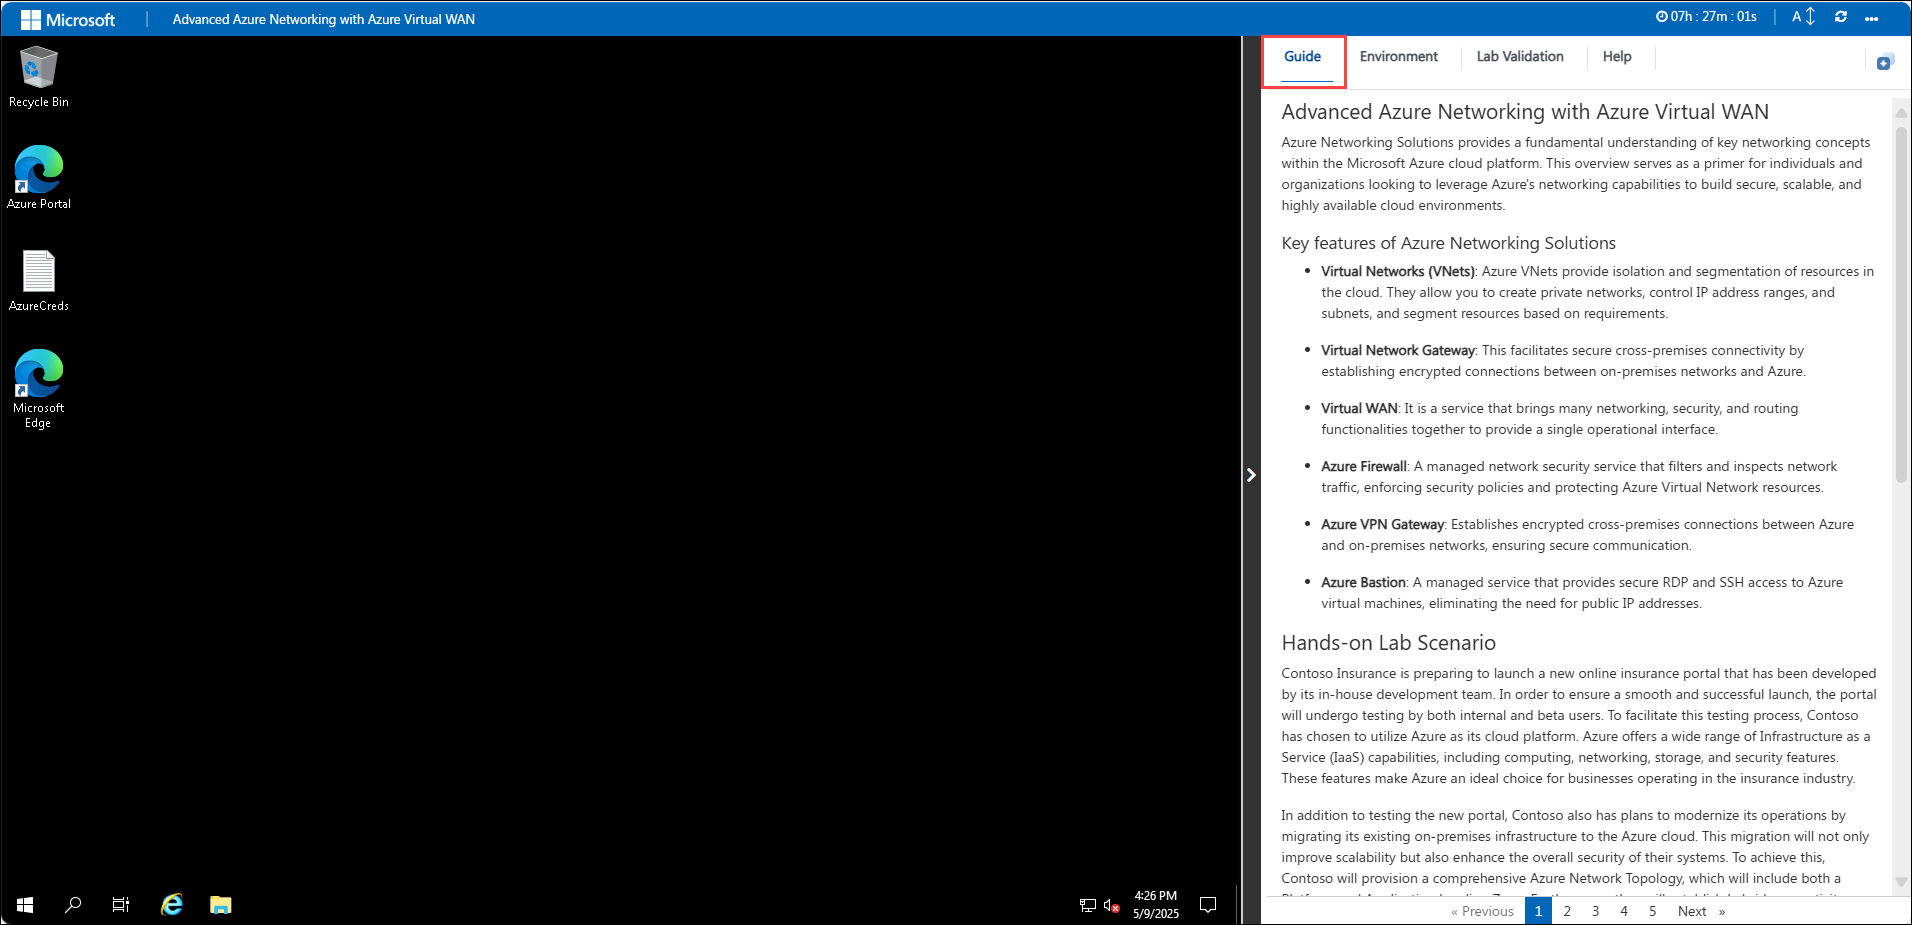 Microsoft
Advanced Azure Networking with Azure Virtual WAN
07h : 27m : 01s
A
Recycle Bin
Azure Portal
AzureCreds
Microsoft
Edge
4:26 PM
5/9/2025
Guide
Environment
Lab Validation
Help
Advanced Azure Networking with Azure Virtual WAN
Azure Networking Solutions provides a fundamental understanding of key networking concepts
within the Microsoft Azure cloud platform. This overview serves as a primer for individuals and
organizations looking to leverage Azure's networking capabilities to build secure, scalable, and
highly available cloud environments.
Key features of Azure Networking Solutions
• Virtual Networks (VNets): Azure VNets provide isolation and segmentation of resources in
the cloud. They allow you to create private networks, control IP address ranges, and
subnets, and segment resources based on requirements.
• Virtual Network Gateway: This facilitates secure cross-premises connectivity by
establishing encrypted connections between on-premises networks and Azure.
• Virtual WAN: It is a service that brings many networking, security, and routing
functionalities together to provide a single operational interface.
• Azure Firewall: A managed network security service that filters and inspects network
traffic, enforcing security policies and protecting Azure Virtual Network resources.
• Azure VPN Gateway: Establishes encrypted cross-premises connections between Azure
and on-premises networks, ensuring secure communication.
• Azure Bastion: A managed service that provides secure RDP and SSH access to Azure
virtual machines, eliminating the need for public IP addresses.
Hands-on Lab Scenario
Contoso Insurance is preparing to launch a new online insurance portal that has been developed
by its in-house development team. In order to ensure a smooth and successful launch, the portal
will undergo testing by both internal and beta users. To facilitate this testing process, Contoso
has chosen to utilize Azure as its cloud platform. Azure offers a wide range of Infrastructure as a
Service (IaaS) capabilities, including computing, networking, storage, and security features.
These features make Azure an ideal choice for businesses operating in the insurance industry.
In addition to testing the new portal, Contoso also has plans to modernize its operations by
migrating its existing on-premises infrastructure to the Azure cloud. This migration will not only
improve scalability but also enhance the overall security of their systems. To achieve this,
Contoso will provision a comprehensive Azure Network Topology, which will include both a
« Previous 1 2 3 4 5 Next »